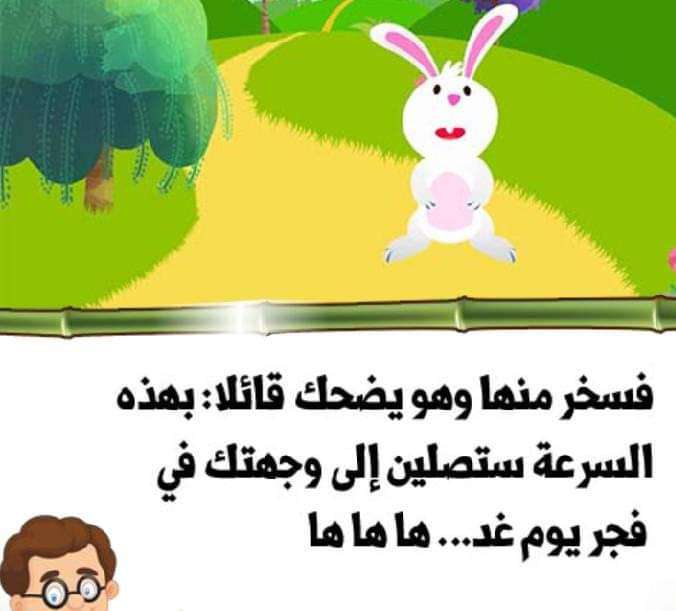 فسخر منها وهو يضحك قائلا: بهذه
السرعة ستصلين إلى وجهتك في
فجر يوم غد... ها ها ها